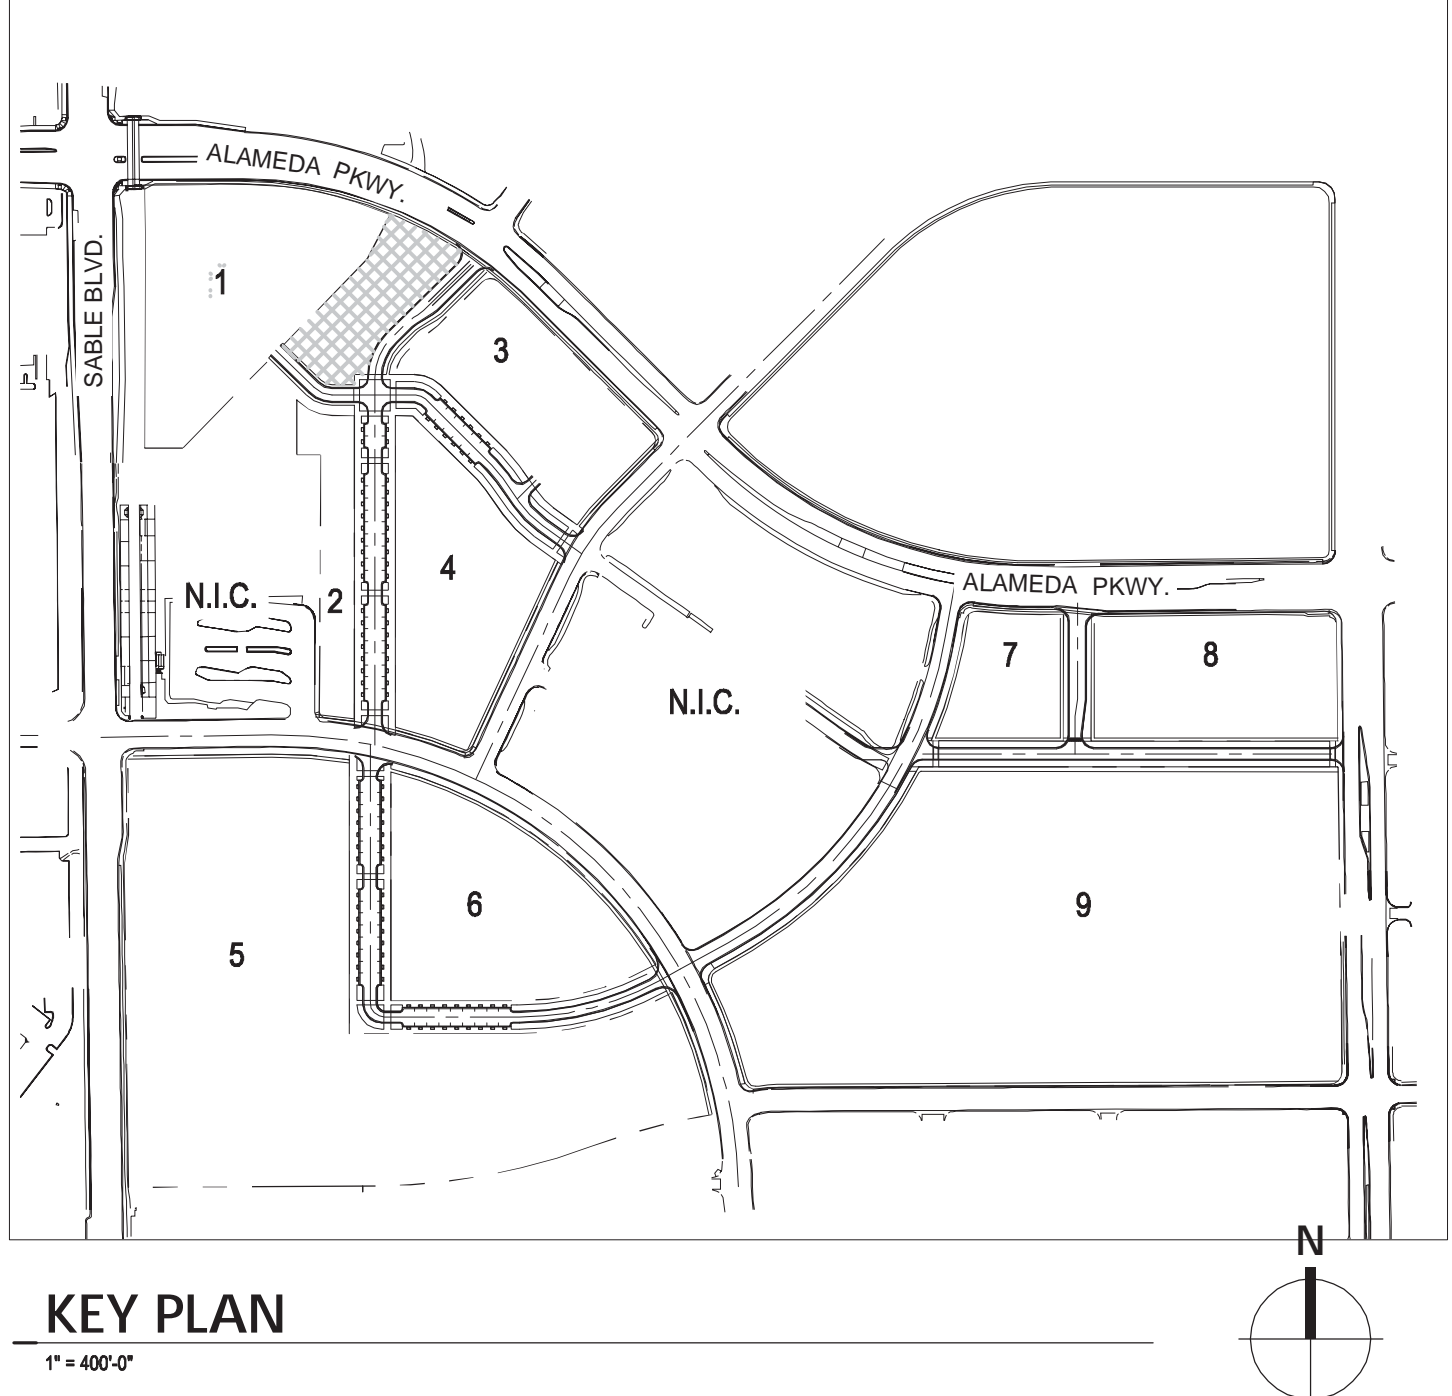 ALAMEDA PKWY.
SABLE BLVD.
1
3
4
N.I.C.
2
ALAMEDA PKWY.
7
8
N.I.C.
6
9
5
N
KEY PLAN
1" = 400'-0"